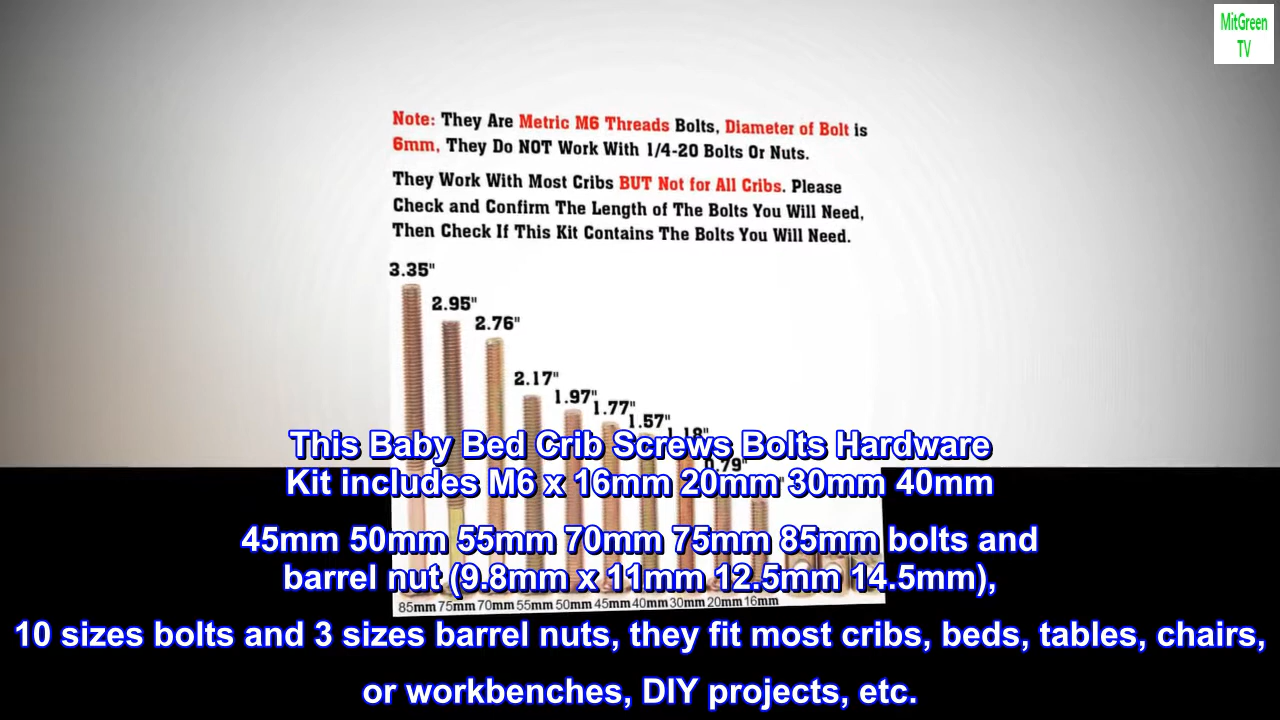 MitGreen
TV
Note: They Are Metric M6 Threads Bolts, Diameter of Bolt is
6mm, They Do NOT Work With 1/4-20 Bolts Or Nuts.
They Work With Most Cribs BUT Not for All Cribs. Please
Check and Confirm The Length of The Bolts You Will Need,
Then Check If This Kit Contains The Bolts You Will Need.
3.35"
2.95"
2.76"
2.17"
1.97"
1.77"
1.57"
1.18"
0.79"
This Baby Bed Crib Screws Bolts Hardware
Kit includes M6 x 16mm 20mm 30mm 40mm
45mm 50mm 55mm 70mm 75mm 85mm bolts and
barrel nut (9.8mm x 11mm 12.5mm 14.5mm),
85mm 75mm 70mm 55mm 50mm 45mm 40mm 30mm 20mm 16mm
10 sizes bolts and 3 sizes barrel nuts, they fit most cribs, beds, tables, chairs,
or workbenches, DIY projects, etc.